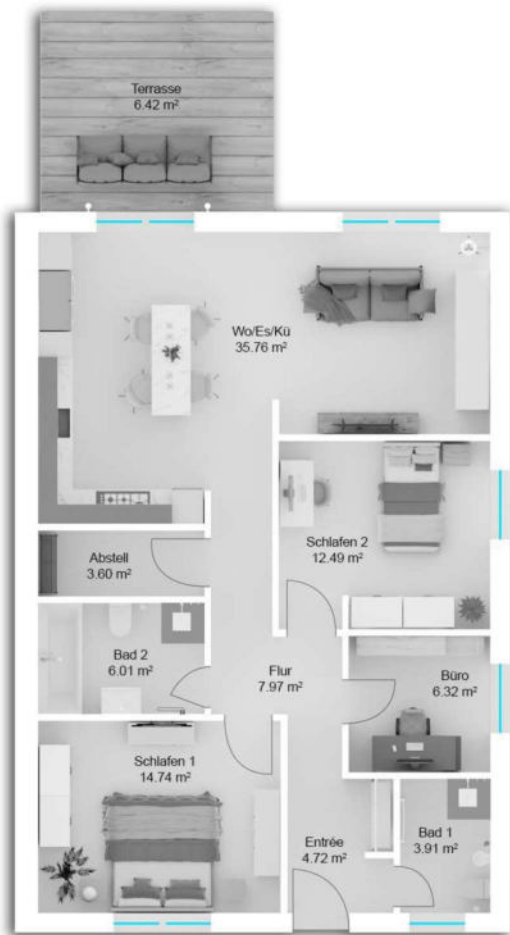 Terrasse
6.42 m²
Wo/Es/Kü
35.76 m²
Schlafen 2
12.49 m²
Abstell
3.60 m²
Bad 2
6.01 m²
Flur
7.97 m²
Büro
6.32 m²
Schlafen 1
14.74 m²
Entrée
4.72 m²
Bad 1
3.91 m²